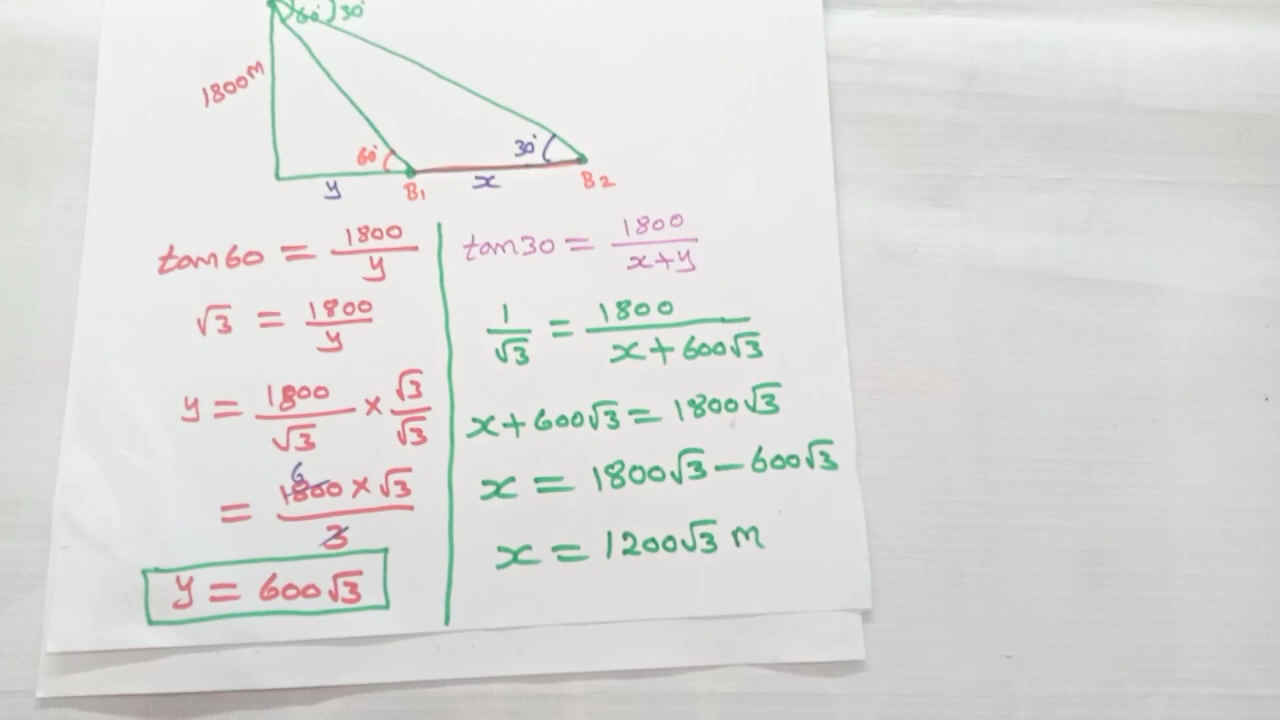 60° 30°
1800m
60° 30°
y B₁ x B₂
tan60 = 1800/y
√3 = 1800/y
y = 1800/√3 × √3/√3
= 1800 × √3/3
6
y = 600√3
tan30 = 1800/x+y
1/√3 = 1800/x+600√3
x+600√3 = 1800√3
x = 1800√3 − 600√3
x = 1200√3 m